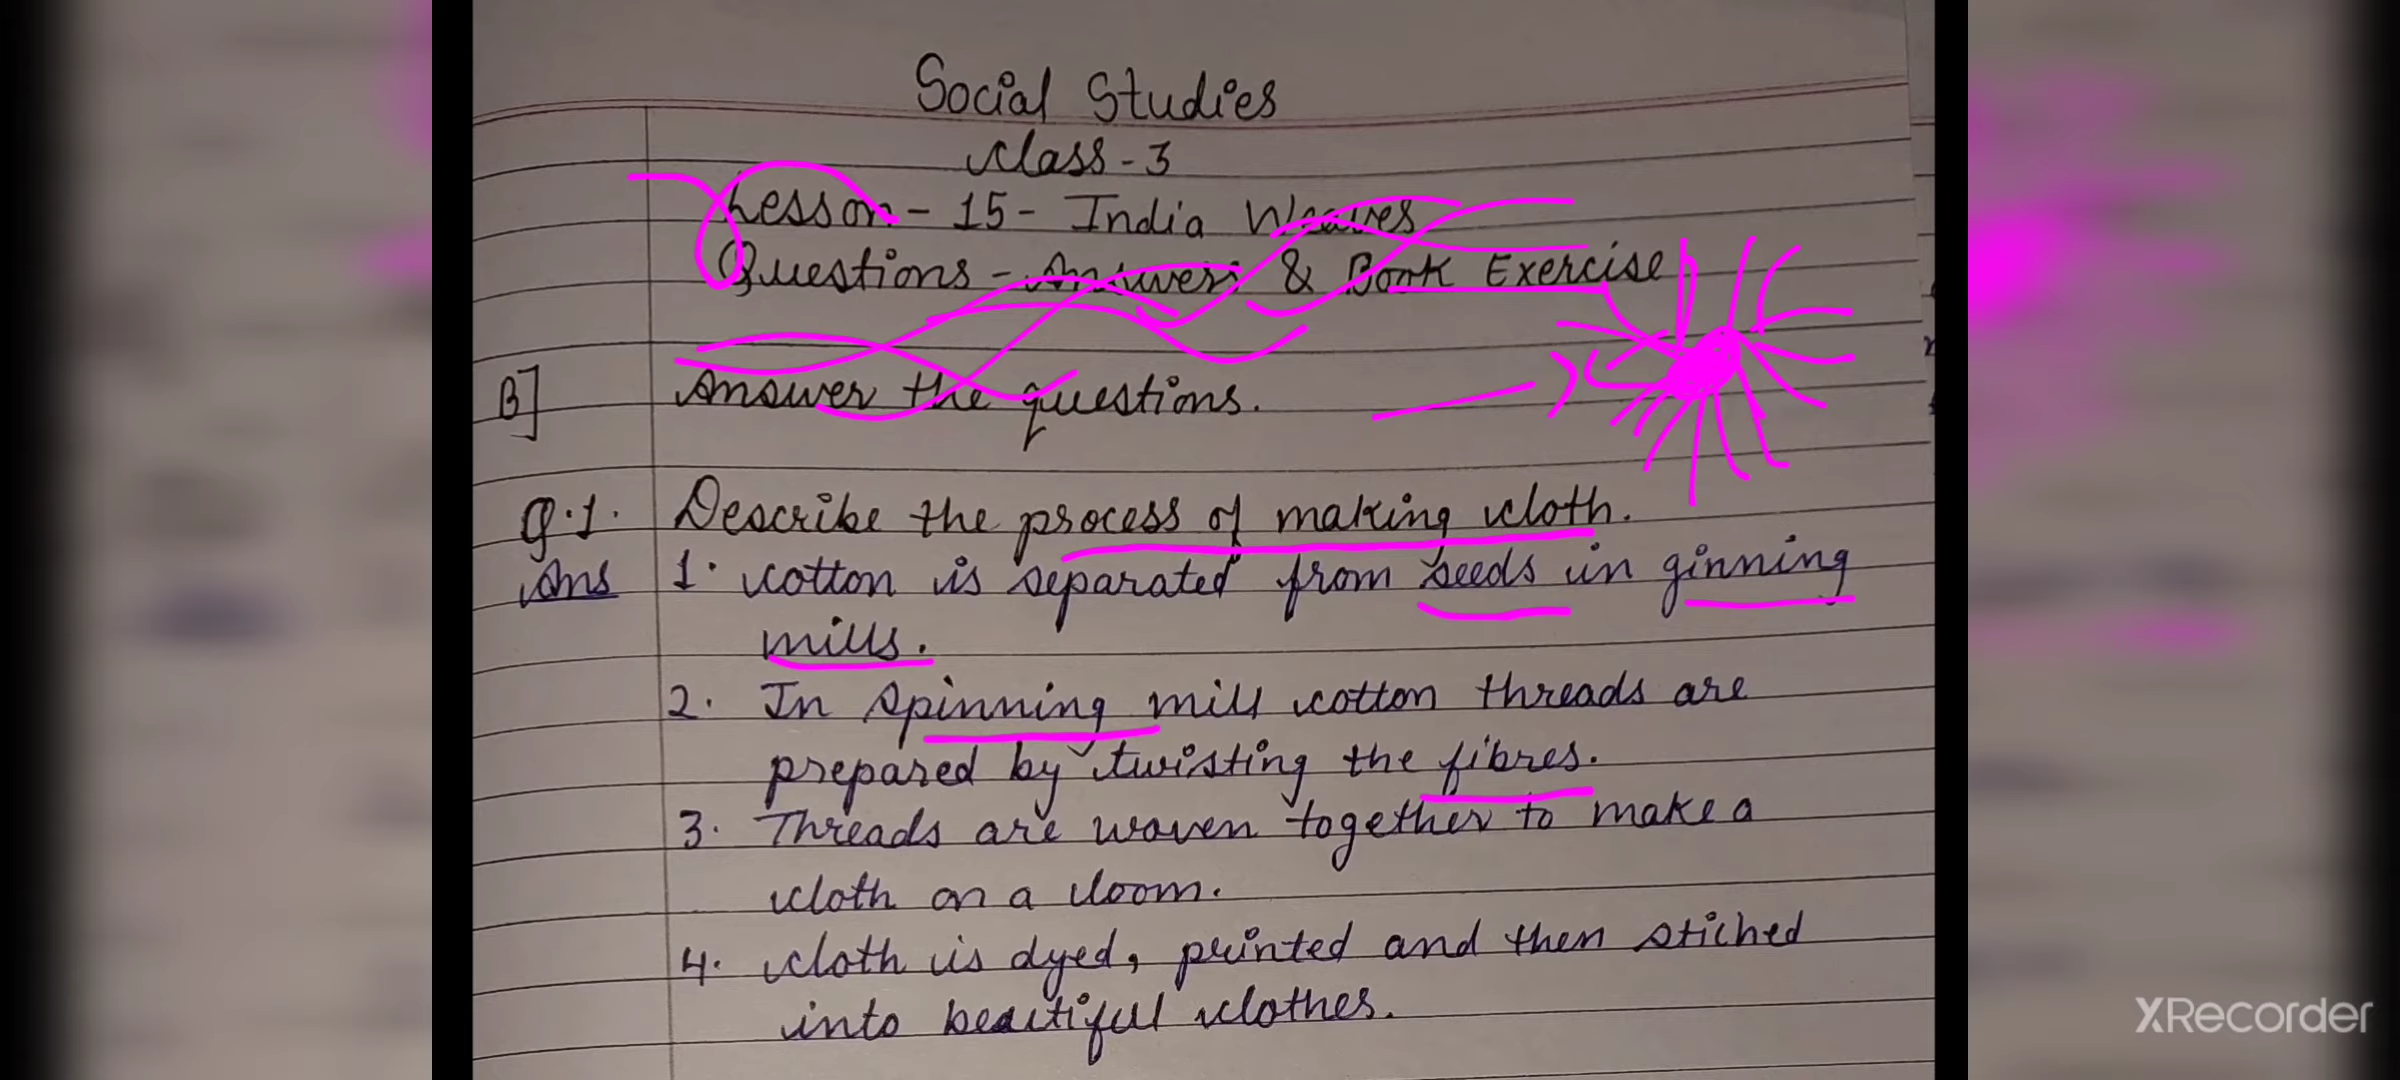 Social Studies
Class - 3
Lesson - 15 - India Weaves
Questions - Answers & Book Exercise
B] Answer the questions.
Q.1. Describe the process of making cloth.
Ans 1. Cotton is separated from seeds in ginning
mills.
2. In spinning mill cotton threads are
prepared by twisting the fibres.
3. Threads are woven together to make a
cloth on a loom.
4. Cloth is dyed, printed and then stiched
into beautiful clothes.
XRecorder